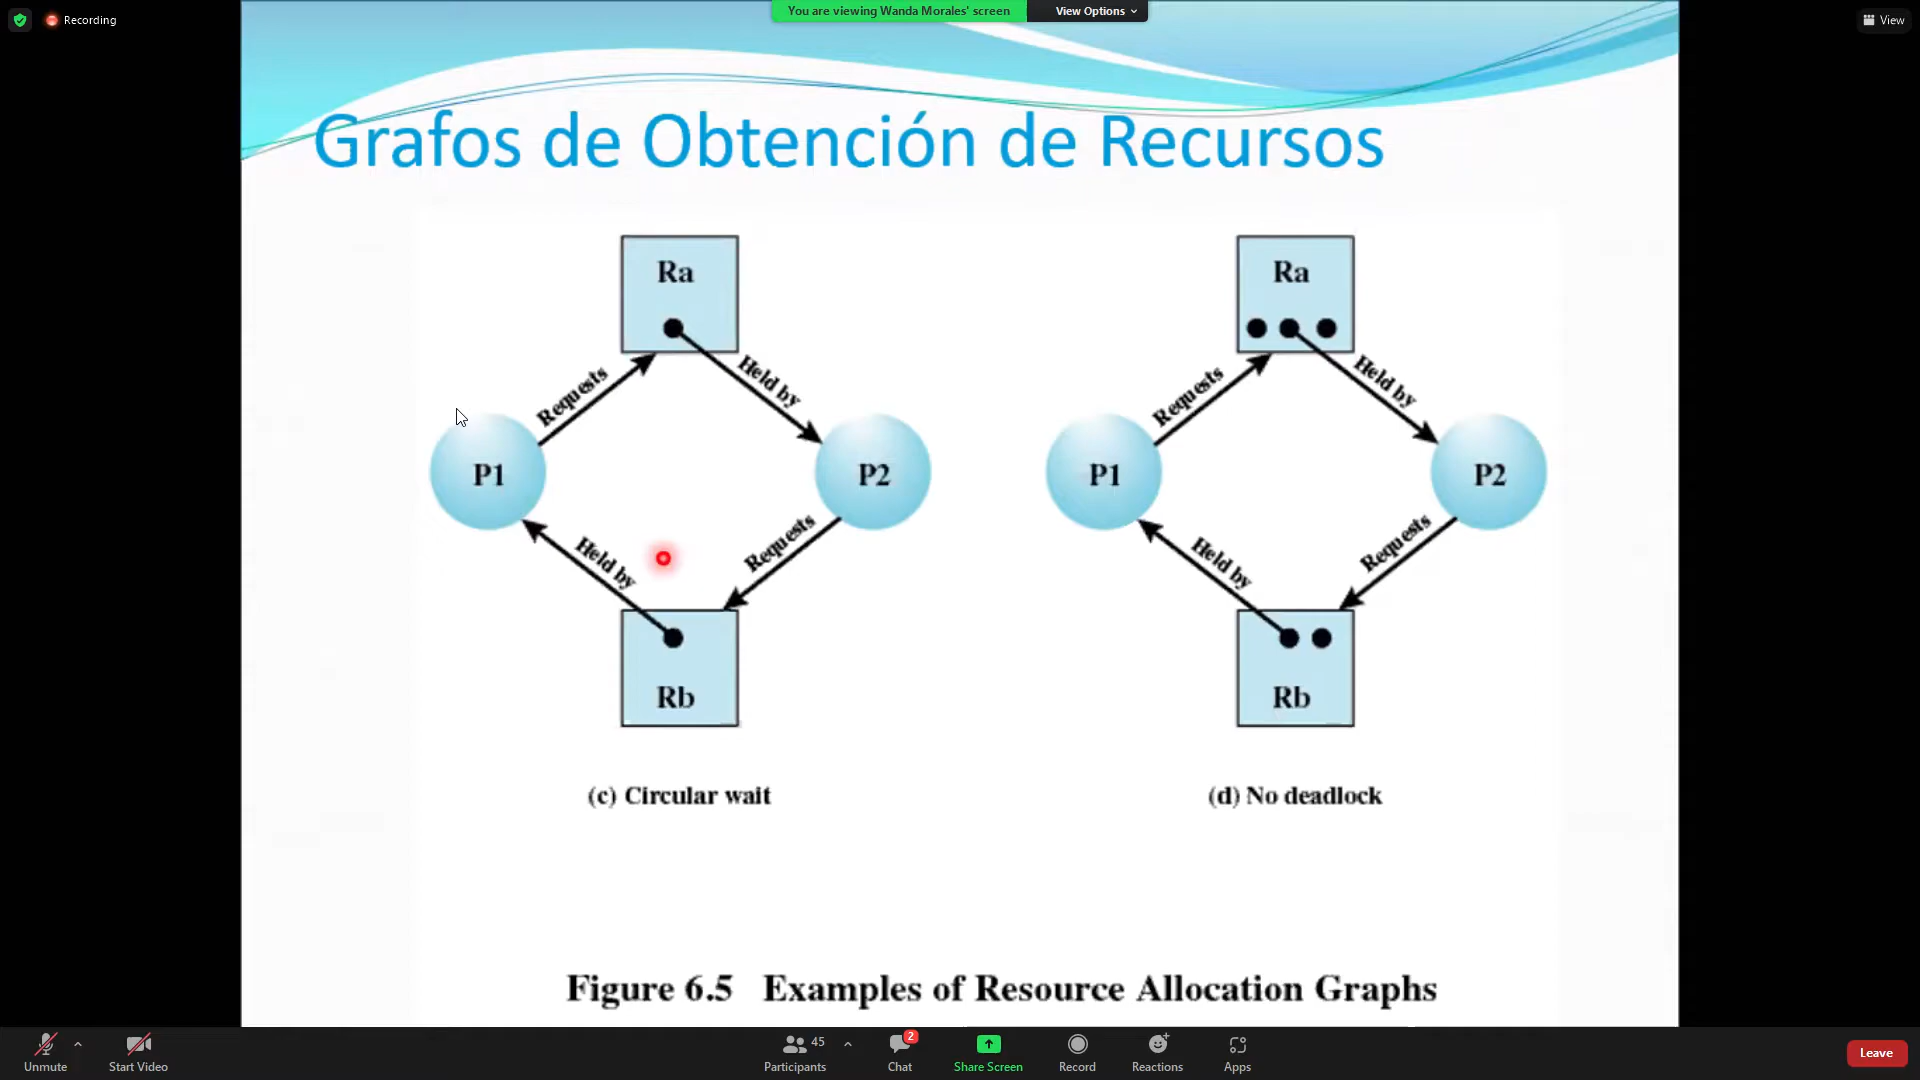 Recording
You are viewing Wanda Morales' screen
View Options
View
Grafos de Obtención de Recursos
Ra
Requests
Held by
P1
P2
Held by
Requests
Rb
(c) Circular wait
Ra
Requests
Held by
P1
P2
Held by
Requests
Rb
(d) No deadlock
Figure 6.5 Examples of Resource Allocation Graphs
Unmute
Start Video
45
Participants
2
Chat
Share Screen
Record
Reactions
Apps
Leave